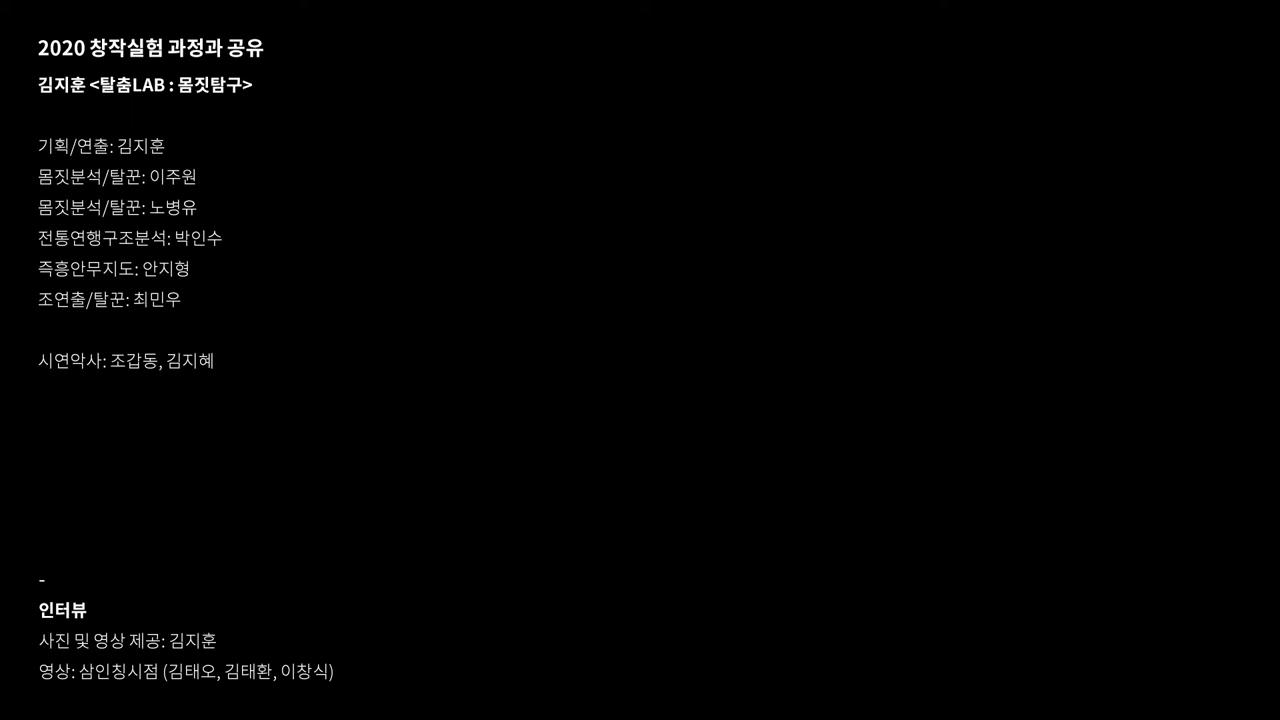 2020 창작실험 과정과 공유
김지훈 <탈춤LAB : 몸짓탐구>
기획/연출: 김지훈
몸짓분석/탈꾼: 이주원
몸짓분석/탈꾼: 노병유
전통연행구조분석: 박인수
즉흥안무지도: 안지형
조연출/탈꾼: 최민우
시연악사: 조갑동, 김지혜
-
인터뷰
사진 및 영상 제공: 김지훈
영상: 삼인칭시점 (김태오, 김태환, 이창식)